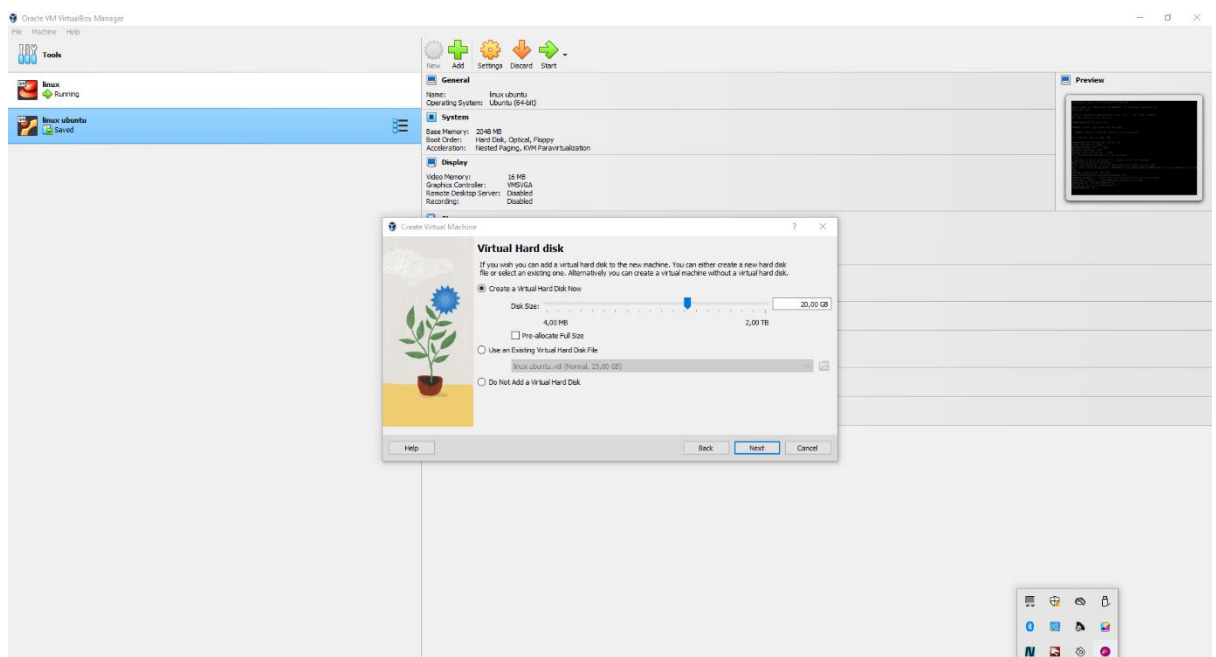 Oracle VM VirtualBox Manager
File Machine Help
Tools
New Add Settings Discard Start
linux
Running
linux ubuntu
Saved
General
Name: linux ubuntu
Operating System: Ubuntu (64-bit)
System
Base Memory: 2048 MB
Boot Order: Hard Disk, Optical, Floppy
Acceleration: Nested Paging, KVM Paravirtualization
Display
Video Memory: 16 MB
Graphics Controller: VMSVGA
Remote Desktop Server: Disabled
Recording: Disabled
Preview
Create Virtual Machine
Virtual Hard disk
If you wish you can add a virtual hard disk to the new machine. You can either create a new hard disk
file or select an existing one. Alternatively you can create a virtual machine without a virtual hard disk.
Create a Virtual Hard Disk Now
Disk Size: 20,00 GB
4,00 MB 2,00 TB
Pre-allocate Full Size
Use an Existing Virtual Hard Disk File
linux ubuntu.vdi (Normal, 25,00 GB)
Do Not Add a Virtual Hard Disk
Help Back Next Cancel